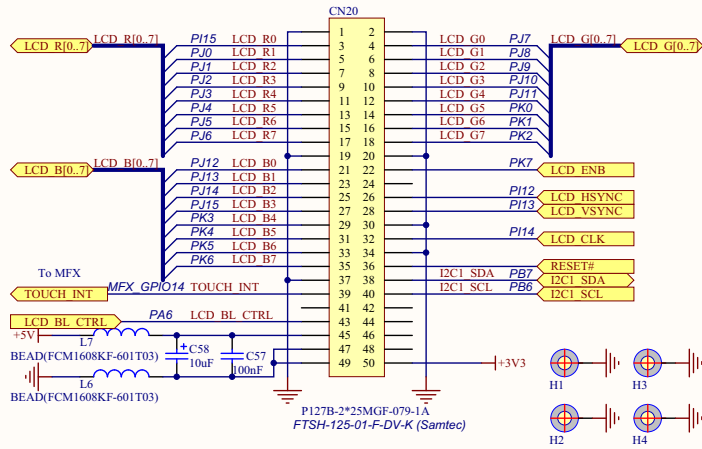 CN20
LCD_R[0..7] LCD_R[0..7] PI15 LCD_R0 1 2 LCD_G0 PJ7 LCD_G[0..7] LCD_G[0..7]
PJ0 LCD_R1 3 4 LCD_G1 PJ8
PJ1 LCD_R2 5 6 LCD_G2 PJ9
PJ2 LCD_R3 7 8 LCD_G3 PJ10
PJ3 LCD_R4 9 10 LCD_G4 PJ11
PJ4 LCD_R5 11 12 LCD_G5 PK0
PJ5 LCD_R6 13 14 LCD_G6 PK1
PJ6 LCD_R7 15 16 LCD_G7 PK2
17 18
19 20
LCD_B[0..7] LCD_B[0..7] PJ12 LCD_B0 21 22 PK7 LCD_ENB
PJ13 LCD_B1 23 24
PJ14 LCD_B2 25 26 PI12 LCD_HSYNC
PJ15 LCD_B3 27 28 PI13 LCD_VSYNC
PK3 LCD_B4 29 30
PK4 LCD_B5 31 32 PI14 LCD_CLK
PK5 LCD_B6 33 34
PK6 LCD_B7 35 36 RESET#
To MFX 37 38 I2C1_SDA PB7 I2C1_SDA
TOUCH_INT MFX_GPIO14 TOUCH_INT 39 40 I2C1_SCL PB6 I2C1_SCL
41 42
LCD_BL_CTRL PA6 LCD_BL_CTRL 43 44
+5V L7 45 46
BEAD(FCM1608KF-601T03) + C58 C57 47 48
10uF 100nF 49 50 +3V3
L6
BEAD(FCM1608KF-601T03)
H1 H3
P127B-2*25MGF-079-1A
FTSH-125-01-F-DV-K (Samtec)
H2 H4